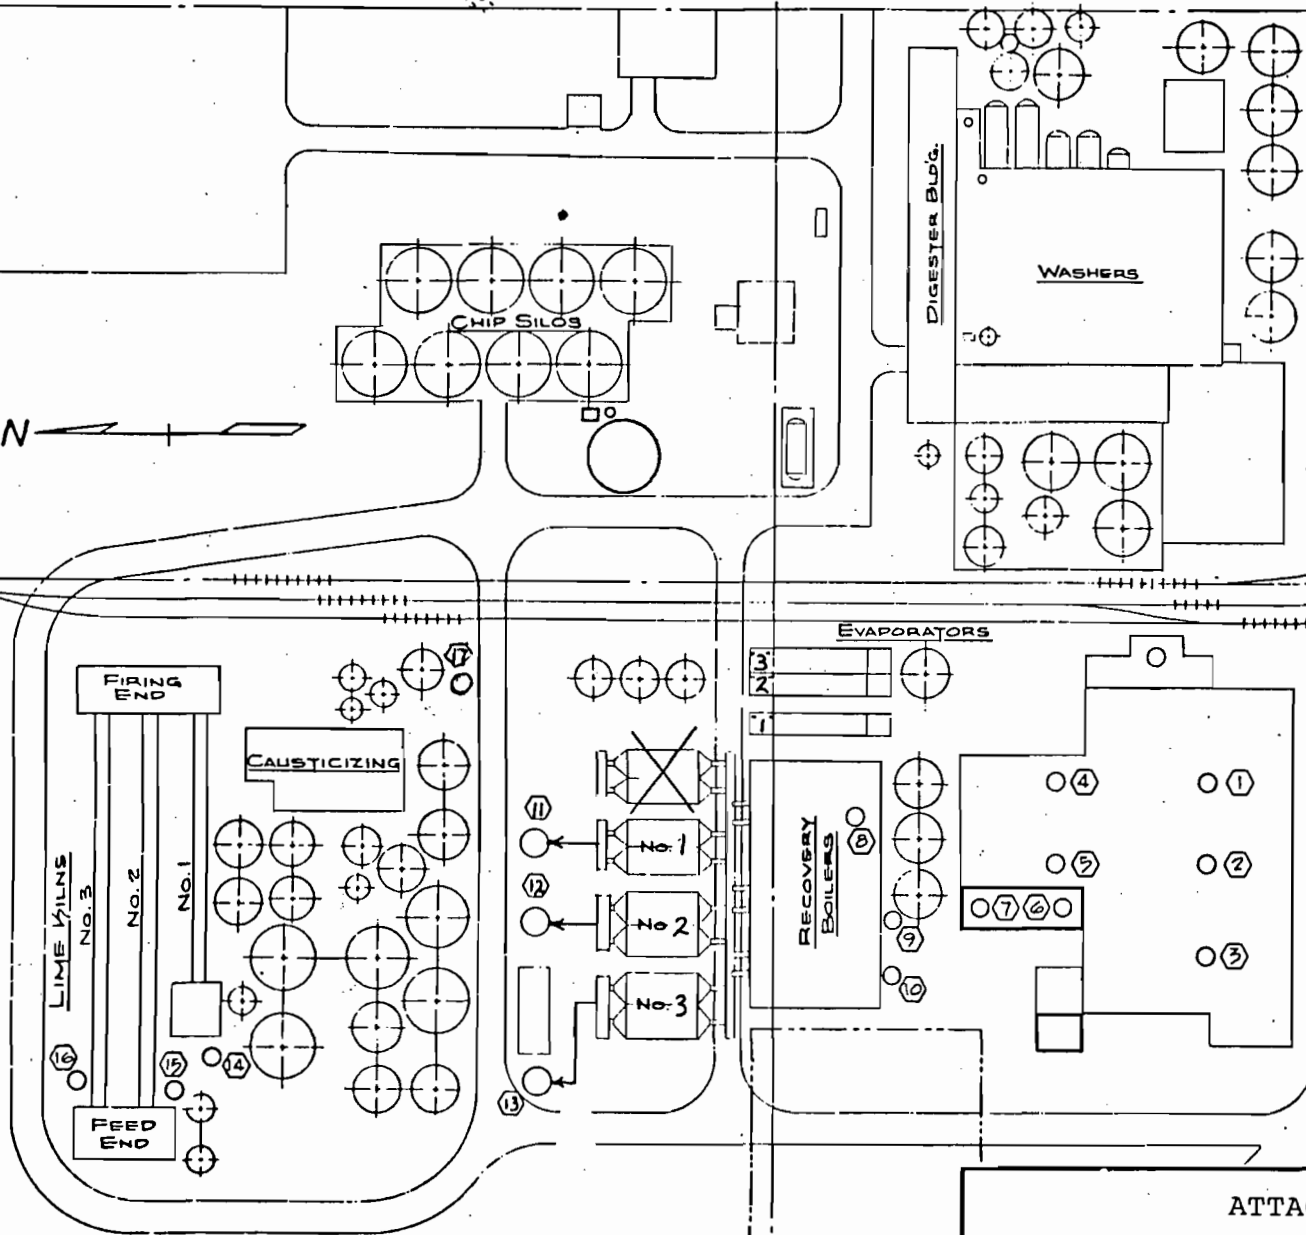 DIGESTER BLD'G.
WASHERS
CHIP SILOS
N
EVAPORATORS
3
2
1
17
FIRING
END
CAUSTICIZING
LIME KILNS
No. 3
No. 2
No. 1
11
No. 1
12
No 2
No. 3
13
RECOVERY
BOILERS
8
9
10
4
1
5
2
7
6
3
16
15
14
FEED
END
ATTA